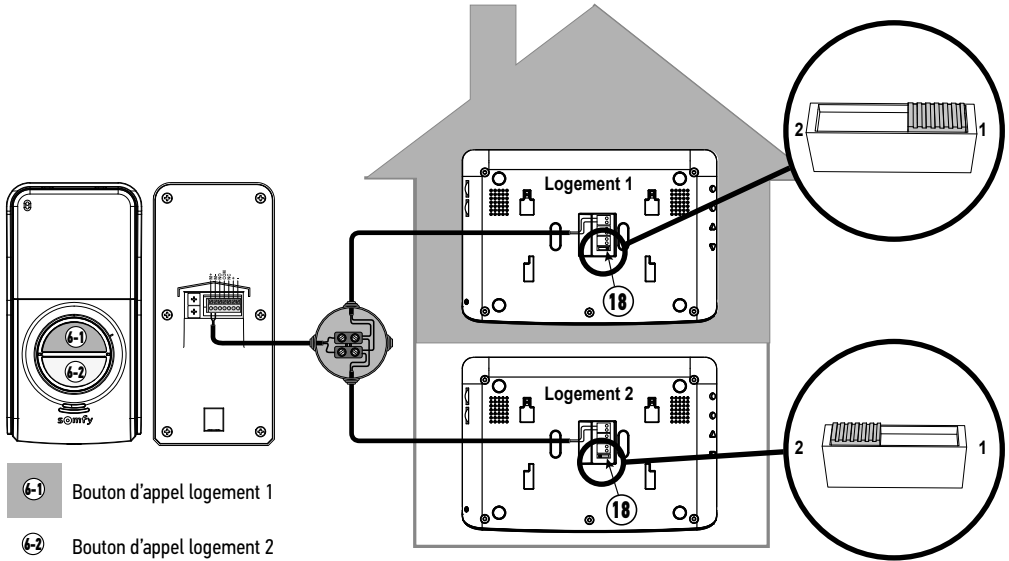 2
1
Logement 1
18
6-1
6-2
somfy
+
+
Logement 2
2
1
18
6-1 Bouton d'appel logement 1
6-2 Bouton d'appel logement 2